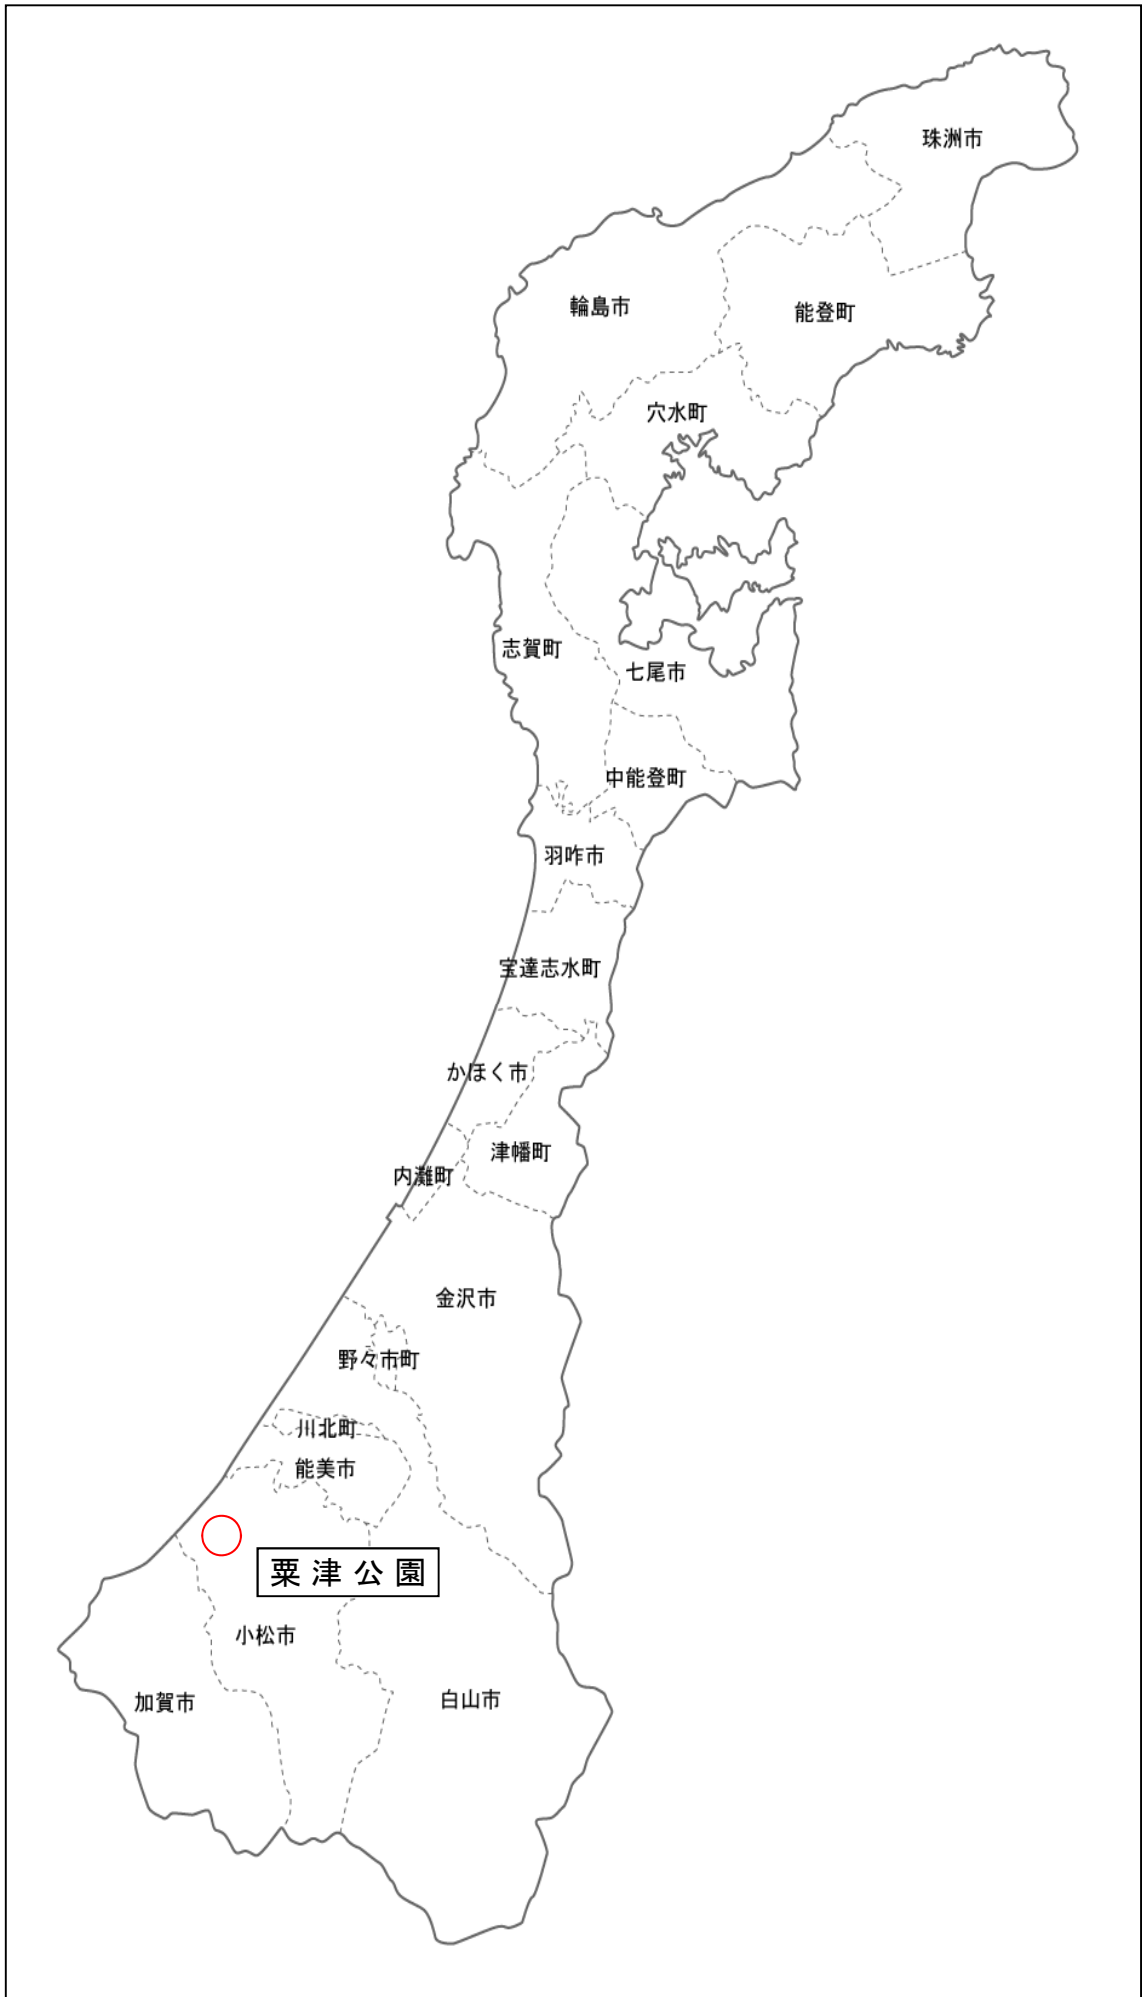 珠洲市
輪島市
能登町
穴水町
志賀町
七尾市
中能登町
羽咋市
宝達志水町
かほく市
津幡町
内灘町
金沢市
野々市町
川北町
能美市
粟津公園
小松市
加賀市
白山市